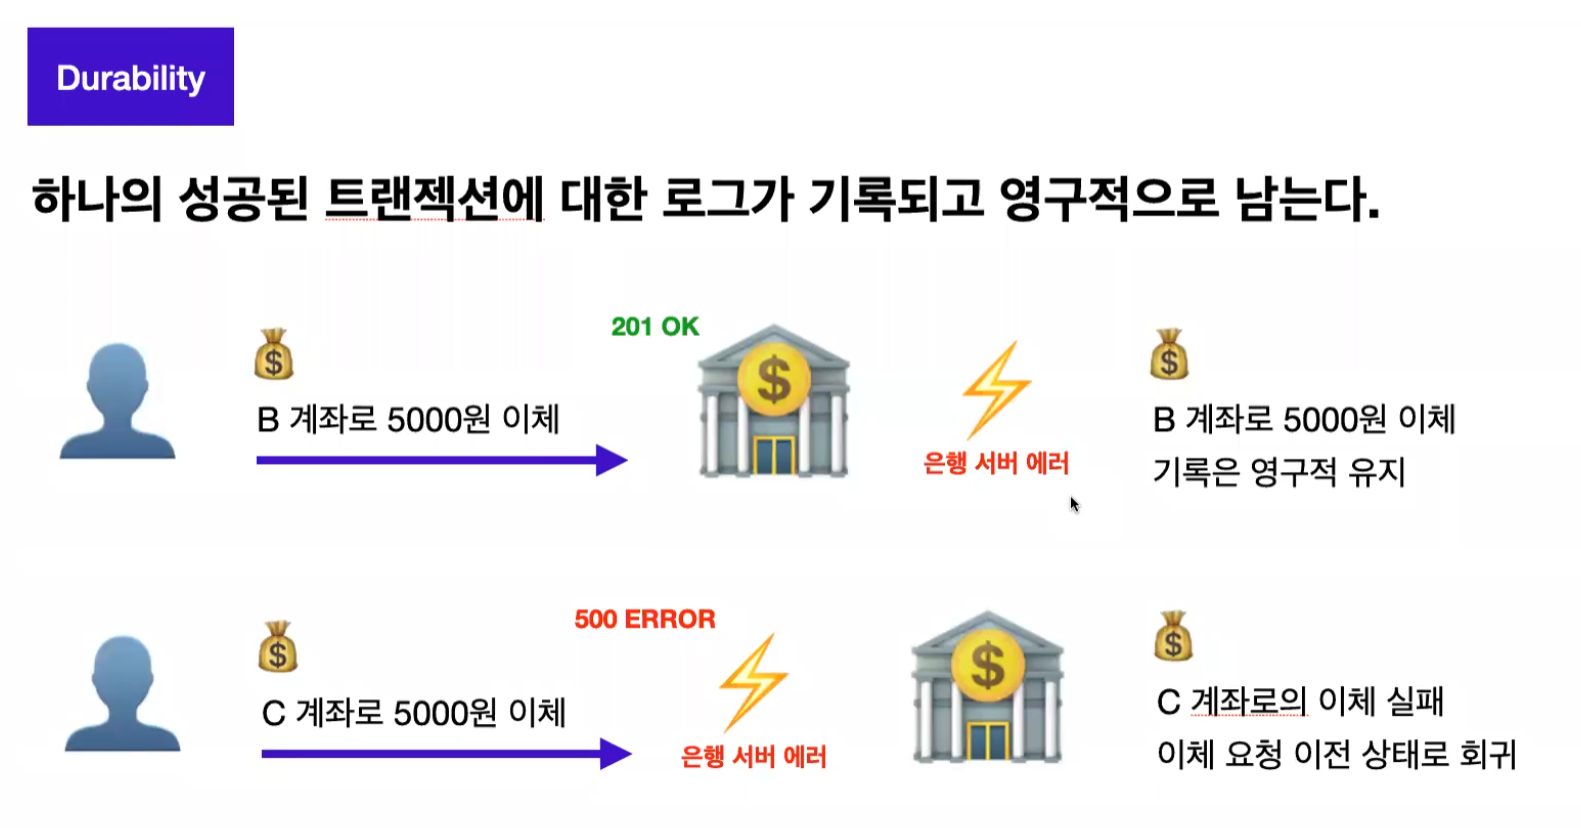 Durability
하나의 성공된 트랜젝션에 대한 로그가 기록되고 영구적으로 남는다.
201 OK
B 계좌로 5000원 이체
은행 서버 에러
B 계좌로 5000원 이체
기록은 영구적 유지
500 ERROR
C 계좌로 5000원 이체
은행 서버 에러
C 계좌로의 이체 실패
이체 요청 이전 상태로 회귀